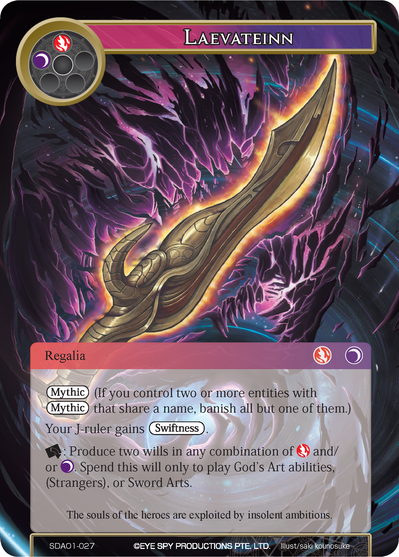 LAEVATEINN
Regalia
Mythic (If you control two or more entities with
Mythic that share a name, banish all but one of them.)
Your J-ruler gains Swiftness.
: Produce two wills in any combination of and/
or . Spend this will only to play God's Art abilities,
(Strangers), or Sword Arts.
The souls of the heroes are exploited by insolent ambitions.
SDAO1-027 ©EYE SPY PRODUCTIONS PTE. LTD. Illust/saki kounosuke